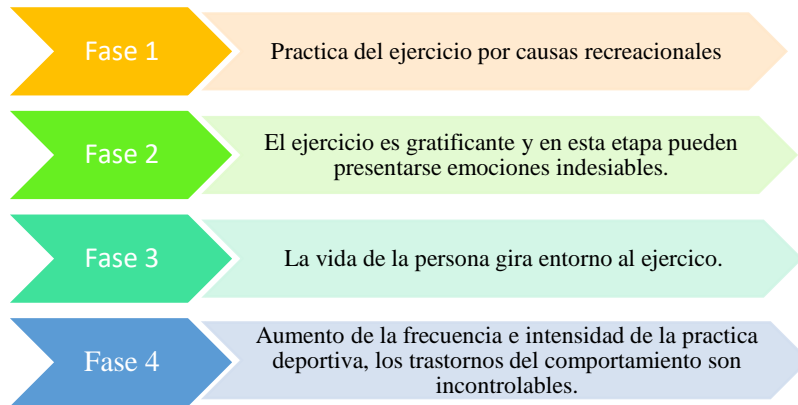 Fase 1
Practica del ejercicio por causas recreacionales
Fase 2
El ejercicio es gratificante y en esta etapa pueden
presentarse emociones indesiables.
Fase 3
La vida de la persona gira entorno al ejercico.
Fase 4
Aumento de la frecuencia e intensidad de la practica
deportiva, los trastornos del comportamiento son
incontrolables.